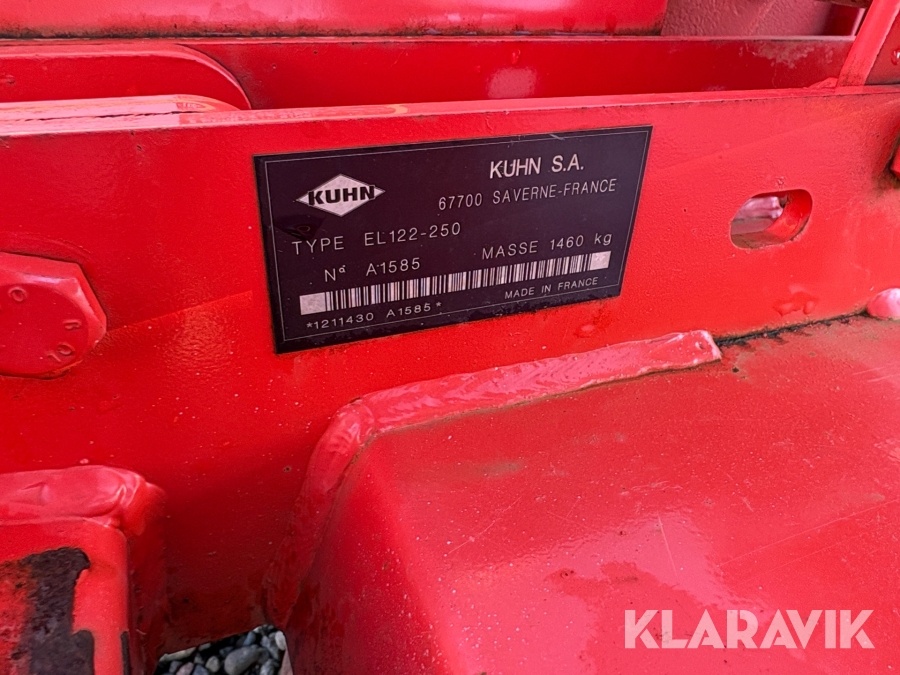 KUHN
KUHN S.A.
67700 SAVERNE-FRANCE
TYPE EL122-250
MASSE 1460 kg
Nº A1585
*1211430 A1585*
MADE IN FRANCE
KLARAVIK